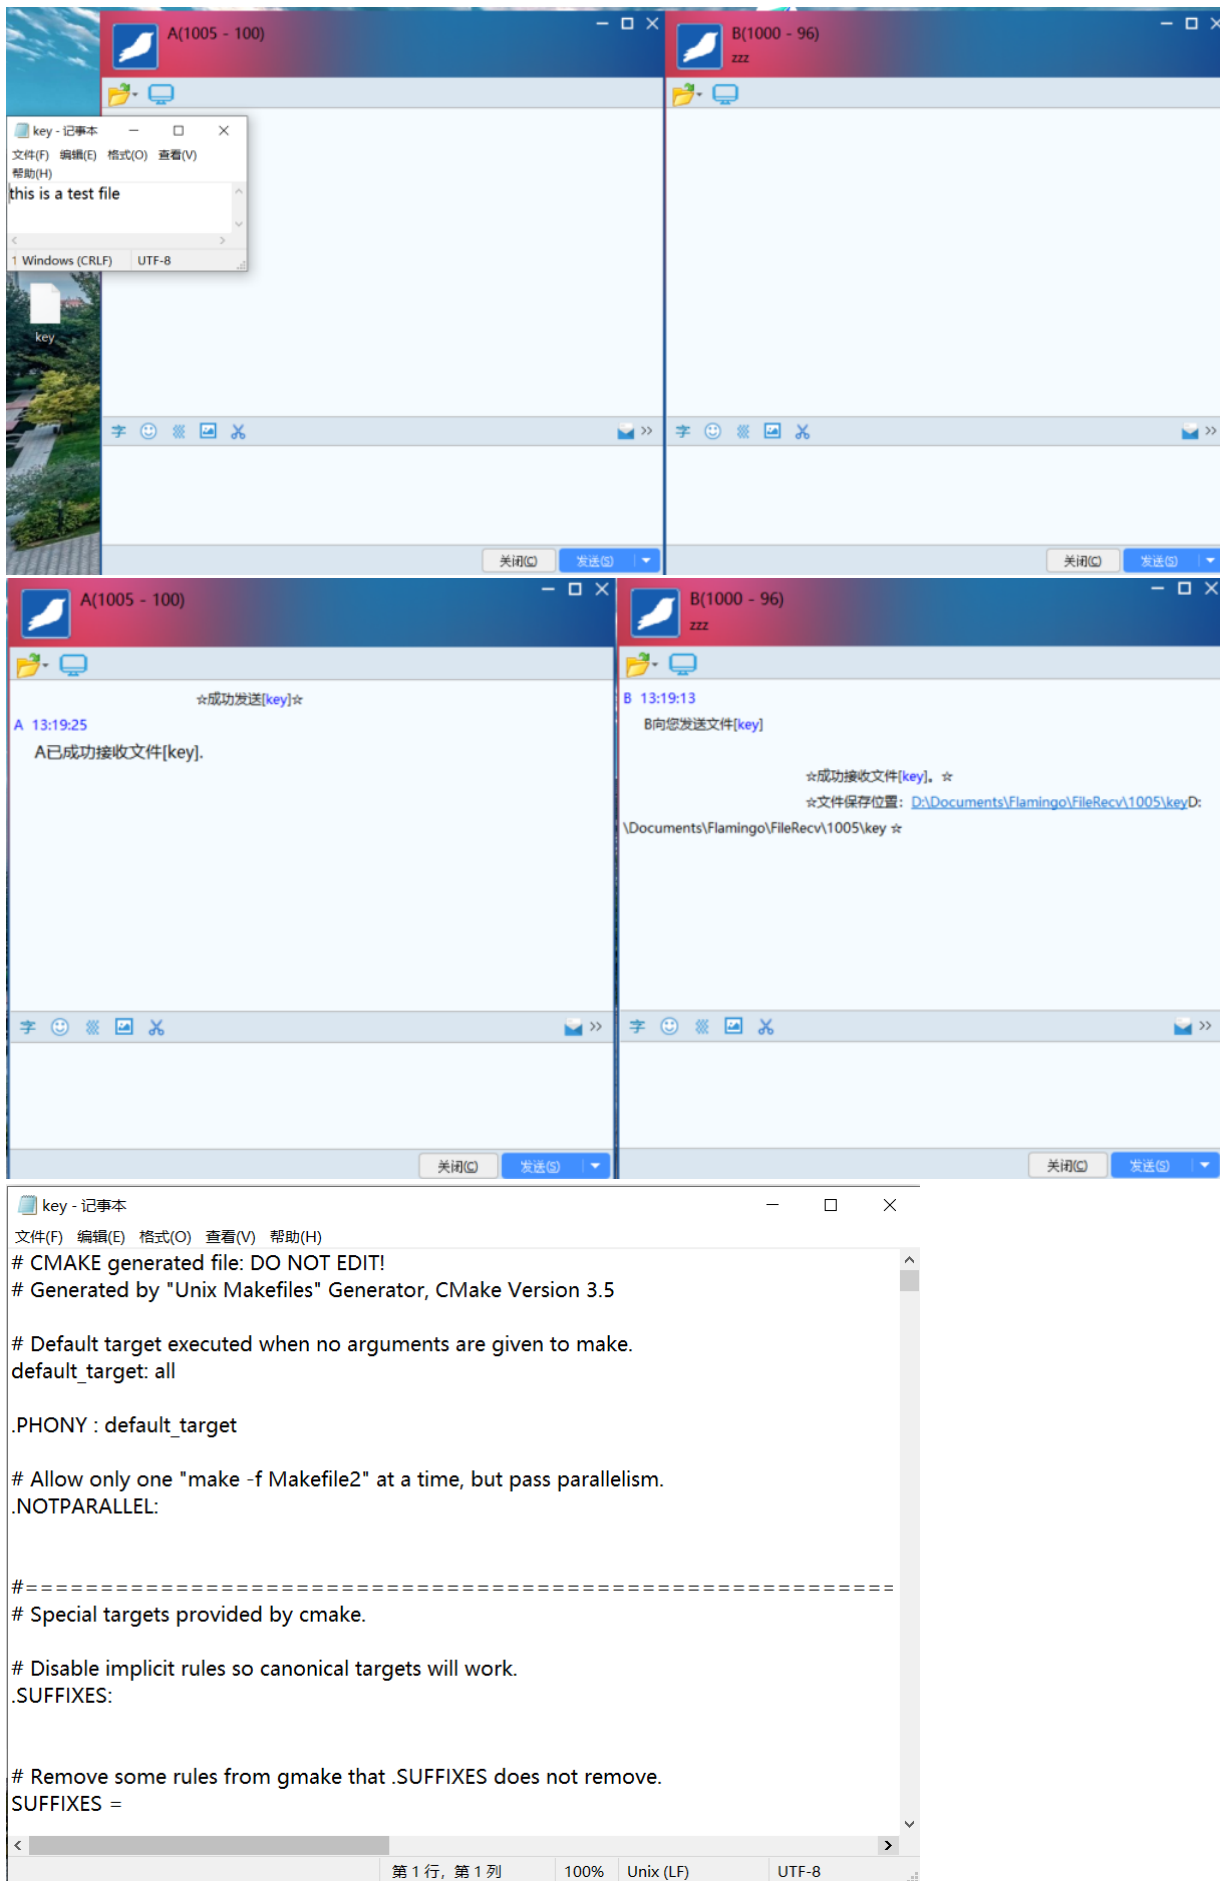 A(1005 - 100)
B(1000 - 96)
zzz
key - 记事本
文件(F) 编辑(E) 格式(O) 查看(V)
帮助(H)
this is a test file
1 Windows (CRLF) UTF-8
key
字
字
关闭(C) 发送(S)
关闭(C) 发送(S)
A(1005 - 100)
☆成功发送[key]☆
A 13:19:25
A已成功接收文件[key].
字
关闭(C) 发送(S)
B(1000 - 96)
zzz
B 13:19:13
B向您发送文件[key]
☆成功接收文件[key]。☆
☆文件保存位置：D:\Documents\Flamingo\FileRecv\1005\keyD:
\Documents\Flamingo\FileRecv\1005\key ☆
字
关闭(C) 发送(S)
key - 记事本
文件(F) 编辑(E) 格式(O) 查看(V) 帮助(H)
# CMAKE generated file: DO NOT EDIT!
# Generated by "Unix Makefiles" Generator, CMake Version 3.5
# Default target executed when no arguments are given to make.
default_target: all
.PHONY : default_target
# Allow only one "make -f Makefile2" at a time, but pass parallelism.
.NOTPARALLEL:
#==========================================================
# Special targets provided by cmake.
# Disable implicit rules so canonical targets will work.
.SUFFIXES:
# Remove some rules from gmake that .SUFFIXES does not remove.
SUFFIXES =
第 1 行，第 1 列 100% Unix (LF) UTF-8